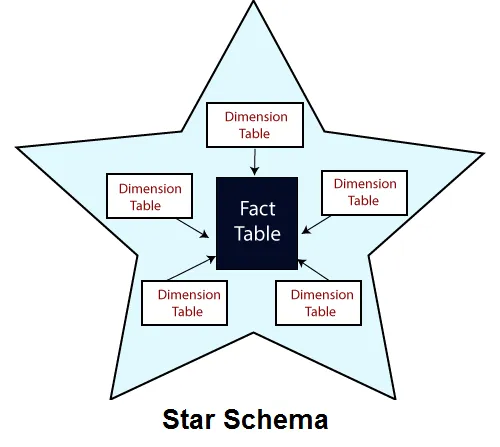 Dimension
Table
Dimension
Table
Fact
Table
Dimension
Table
Dimension
Table
Dimension
Table
Star Schema